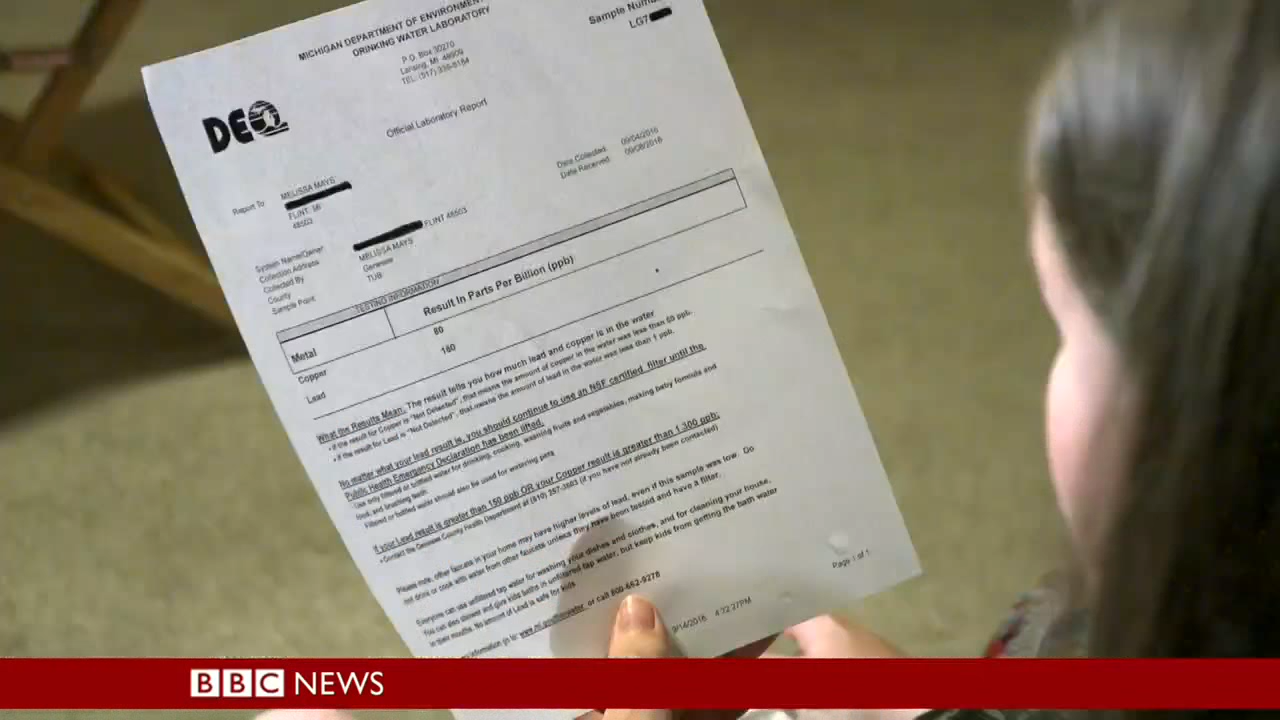 MICHIGAN DEPARTMENT OF ENVIRONMENT
DRINKING WATER LABORATORY
P.O. Box 30270
Lansing, MI 48909
TEL: (517) 335-8184
Sample Number
LG7
DEQ
Official Laboratory Report
Date Collected: 09/04/2016
Date Received: 09/08/2016
Report To: MELISSA MAYS
FLINT, MI
48503
System Name/Owner:
Collection Address: FLINT 48503
Collected By: MELISSA MAYS
County: Genesee
Sample Point: TUB
TESTING INFORMATION
Metal Result In Parts Per Billion (ppb)
Copper 80
Lead 160
What the Results Mean: The result tells you how much lead and copper is in the water
• If the result for Copper is "Not Detected", that means the amount of copper in the water was less than 50 ppb.
• If the result for Lead is "Not Detected", that means the amount of lead in the water was less than 1 ppb.
No matter what your lead result is, you should continue to use an NSF certified filter until the
Public Health Emergency Declaration has been lifted.
Use only filtered or bottled water for drinking, cooking, washing fruits and vegetables, making baby formula and
food, and brushing teeth
Filtered or bottled water should also be used for watering pets
If your Lead result is greater than 150 ppb OR your Copper result is greater than 1,300 ppb:
• Contact the Genesee County Health Department at (810) 257-3603 (if you have not already been contacted)
Please note, other faucets in your home may have higher levels of lead, even if this sample was low. Do
not drink or cook with water from other faucets unless they have been tested and have a filter.
Everyone can use unfiltered tap water for washing your dishes and clothes, and for cleaning your house.
You can also shower and give kids baths in unfiltered tap water, but keep kids from getting the bath water
in their mouths. No amount of Lead is safe for kids
information go to: www.mi.gov/flintwater, or call 800-662-9278
9/14/2016 4:32:27PM
Page 1 of 1
BBC NEWS